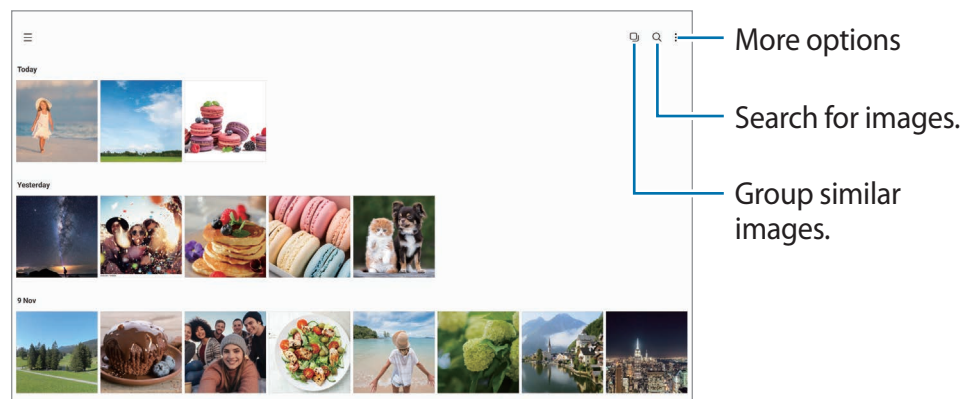 More options
Today
Search for images.
Yesterday
Group similar
images.
9 Nov